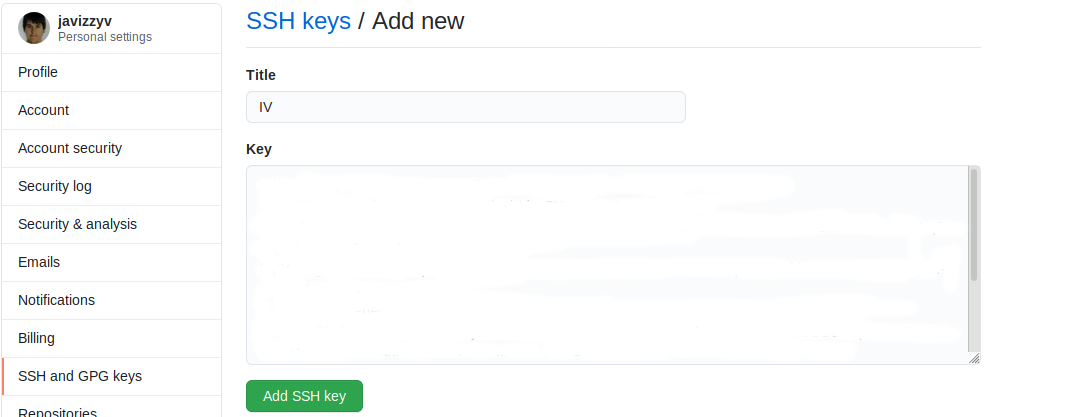 javizzyv
Personal settings
Profile
Account
Account security
Security log
Security & analysis
Emails
Notifications
Billing
SSH and GPG keys
Repositories
SSH keys / Add new
Title
IV
Key
Add SSH key